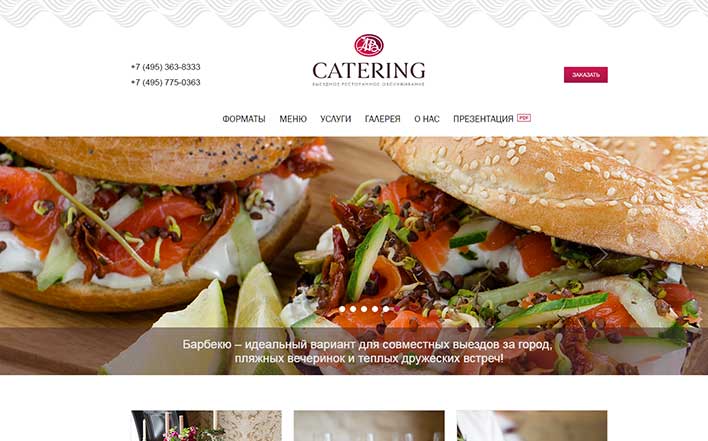 +7 (495) 363-8333
+7 (495) 775-0363
CATERING
ВЫЕЗДНОЕ РЕСТОРАННОЕ ОБСЛУЖИВАНИЕ
ЗАКАЗАТЬ
ФОРМАТЫ МЕНЮ УСЛУГИ ГАЛЕРЕЯ О НАС ПРЕЗЕНТАЦИЯ PDF
Барбекю – идеальный вариант для совместных выездов за город,
пляжных вечеринок и теплых дружеских встреч!